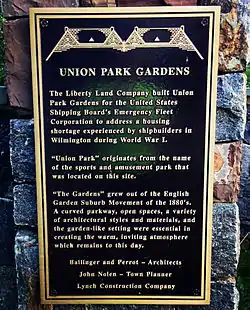 UNION PARK GARDENS
The Liberty Land Company built Union
Park Gardens for the United States
Shipping Board's Emergency Fleet
Corporation to address a housing
shortage experienced by shipbuilders in
Wilmington during World War I.
"Union Park" originates from the name
of the sports and amusement park that
was located on this site.
"The Gardens" grew out of the English
Garden Suburb Movement of the 1880's.
A curved parkway, open spaces, a variety
of architectural styles and materials, and
the garden-like setting were essential in
creating the warm, inviting atmosphere
which remains to this day.
Ballinger and Perrot - Architects
John Nolen - Town Planner
Lynch Construction Company